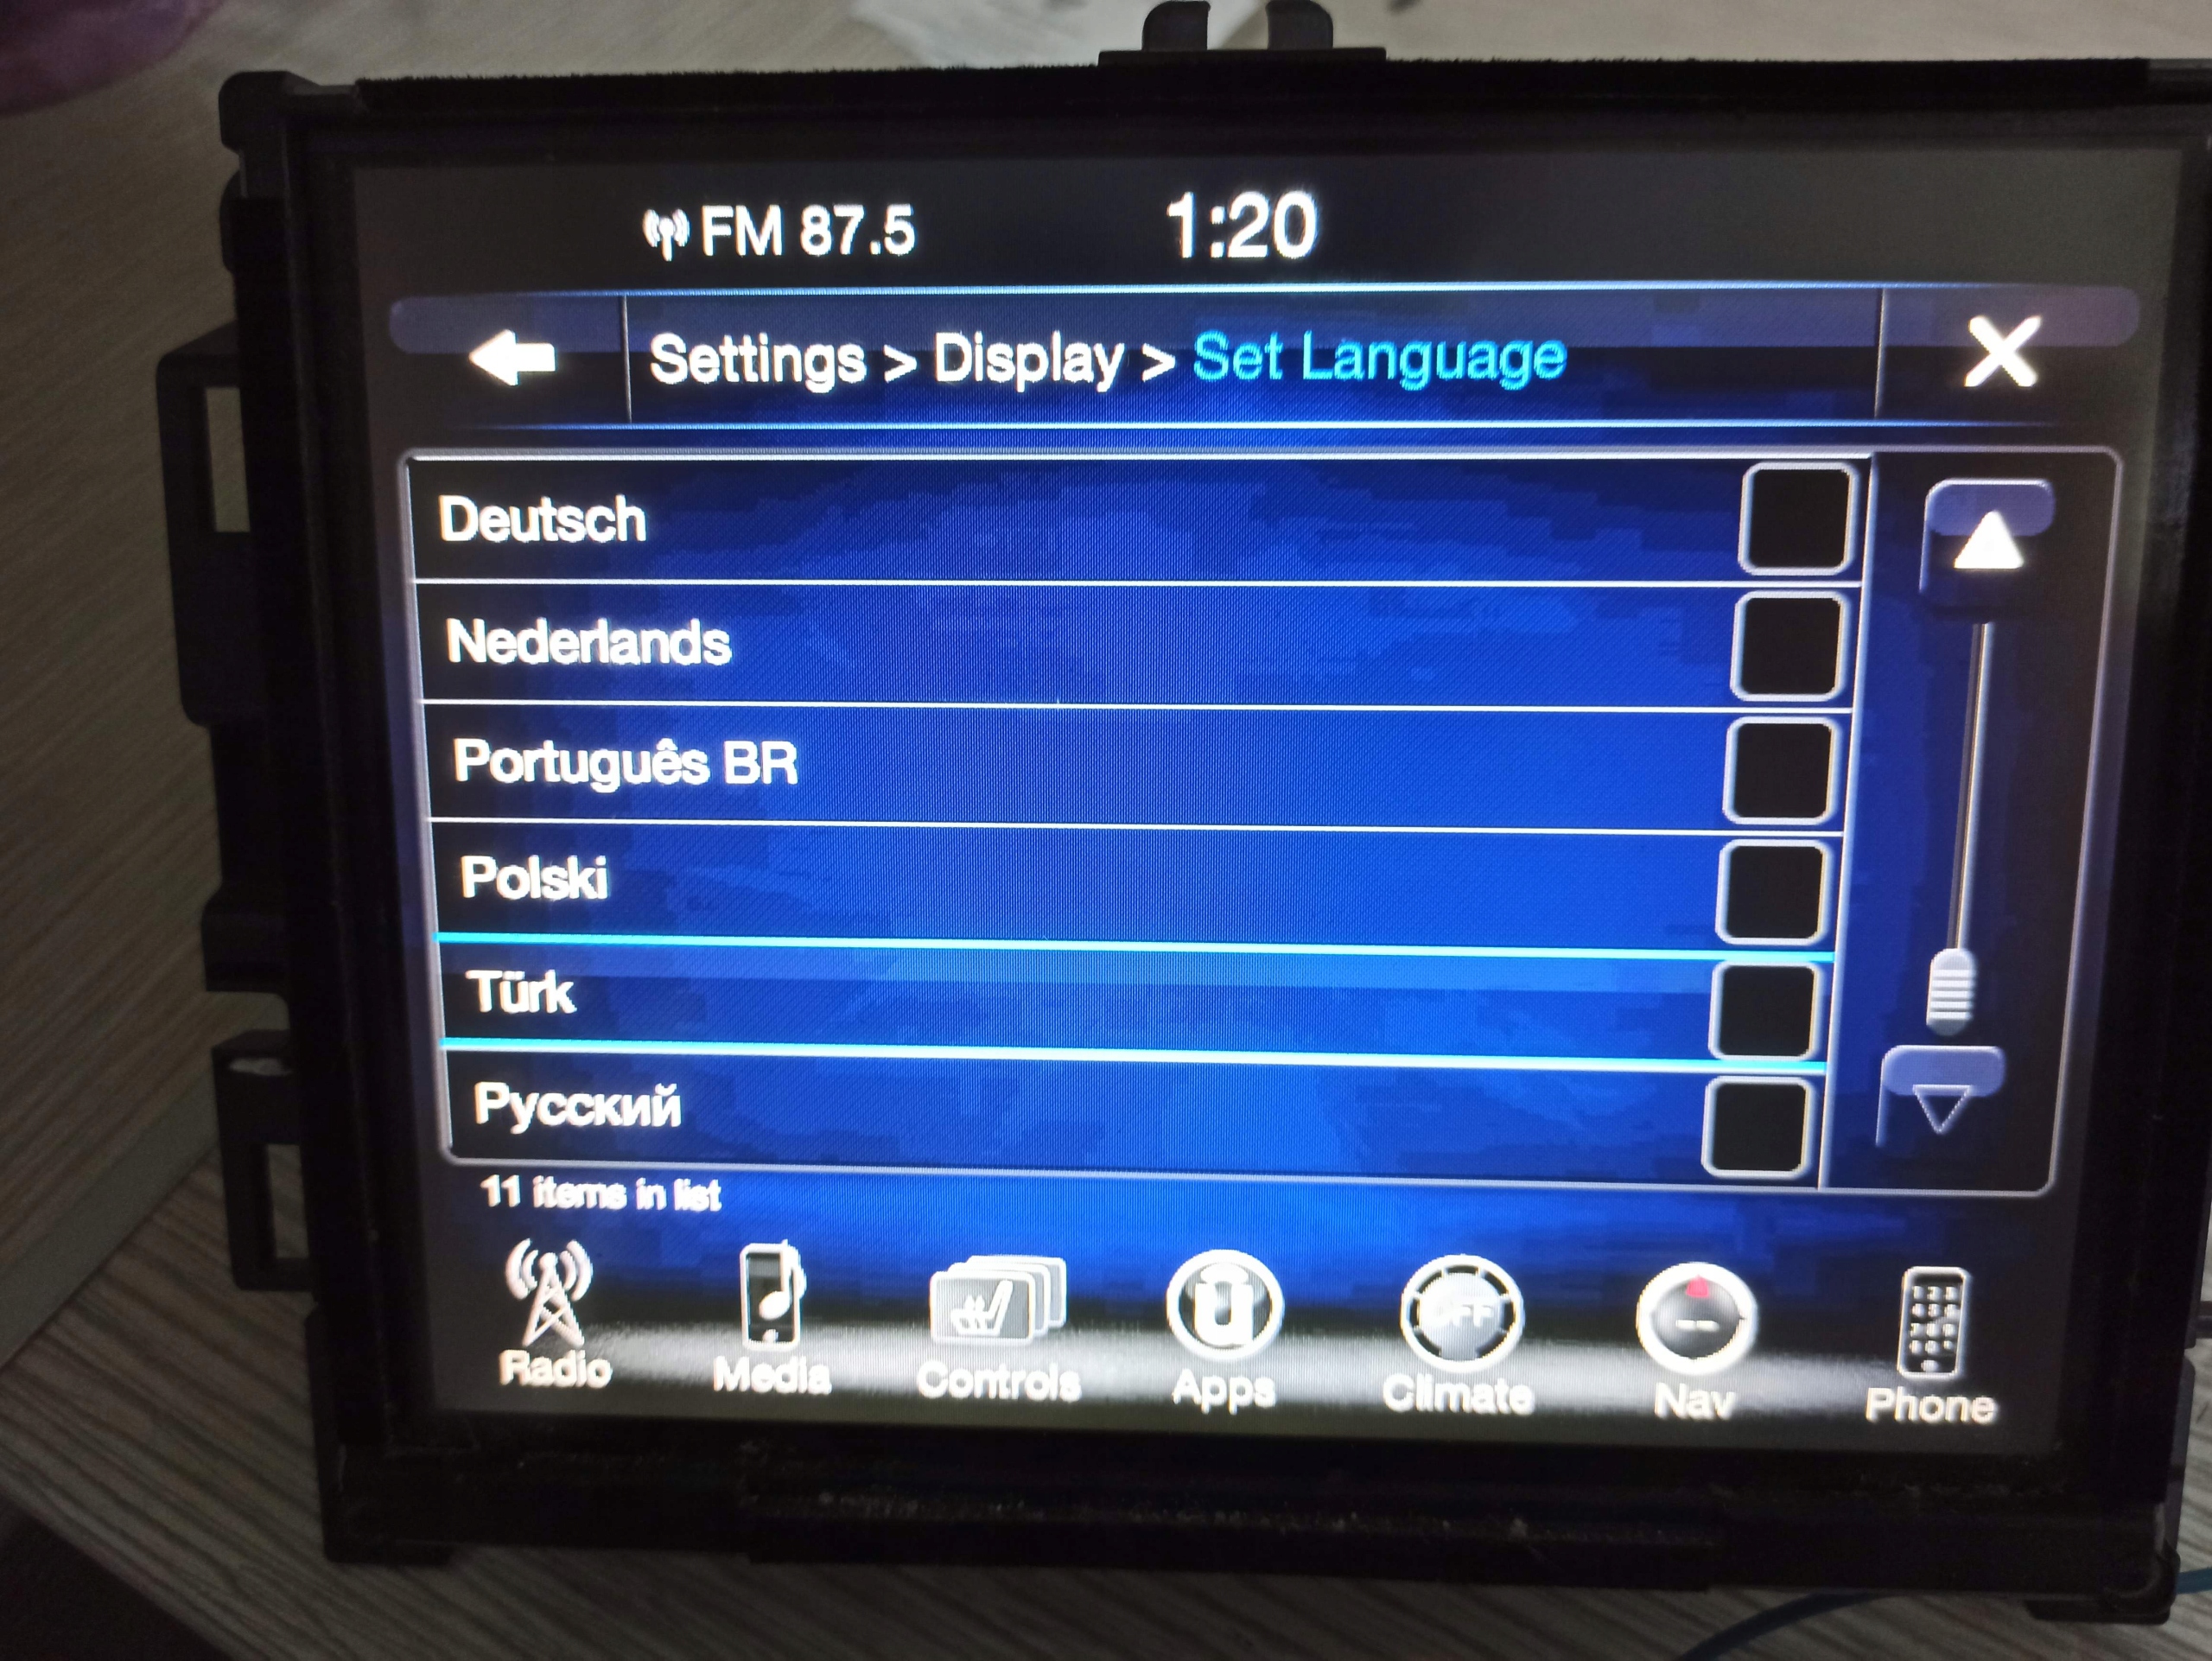 FM 87.5 1:20
Settings > Display > Set Language
Deutsch
Nederlands
Português BR
Polski
Türk
Русский
11 items in list
OFF
Radio Media Controls Apps Climate Nav Phone